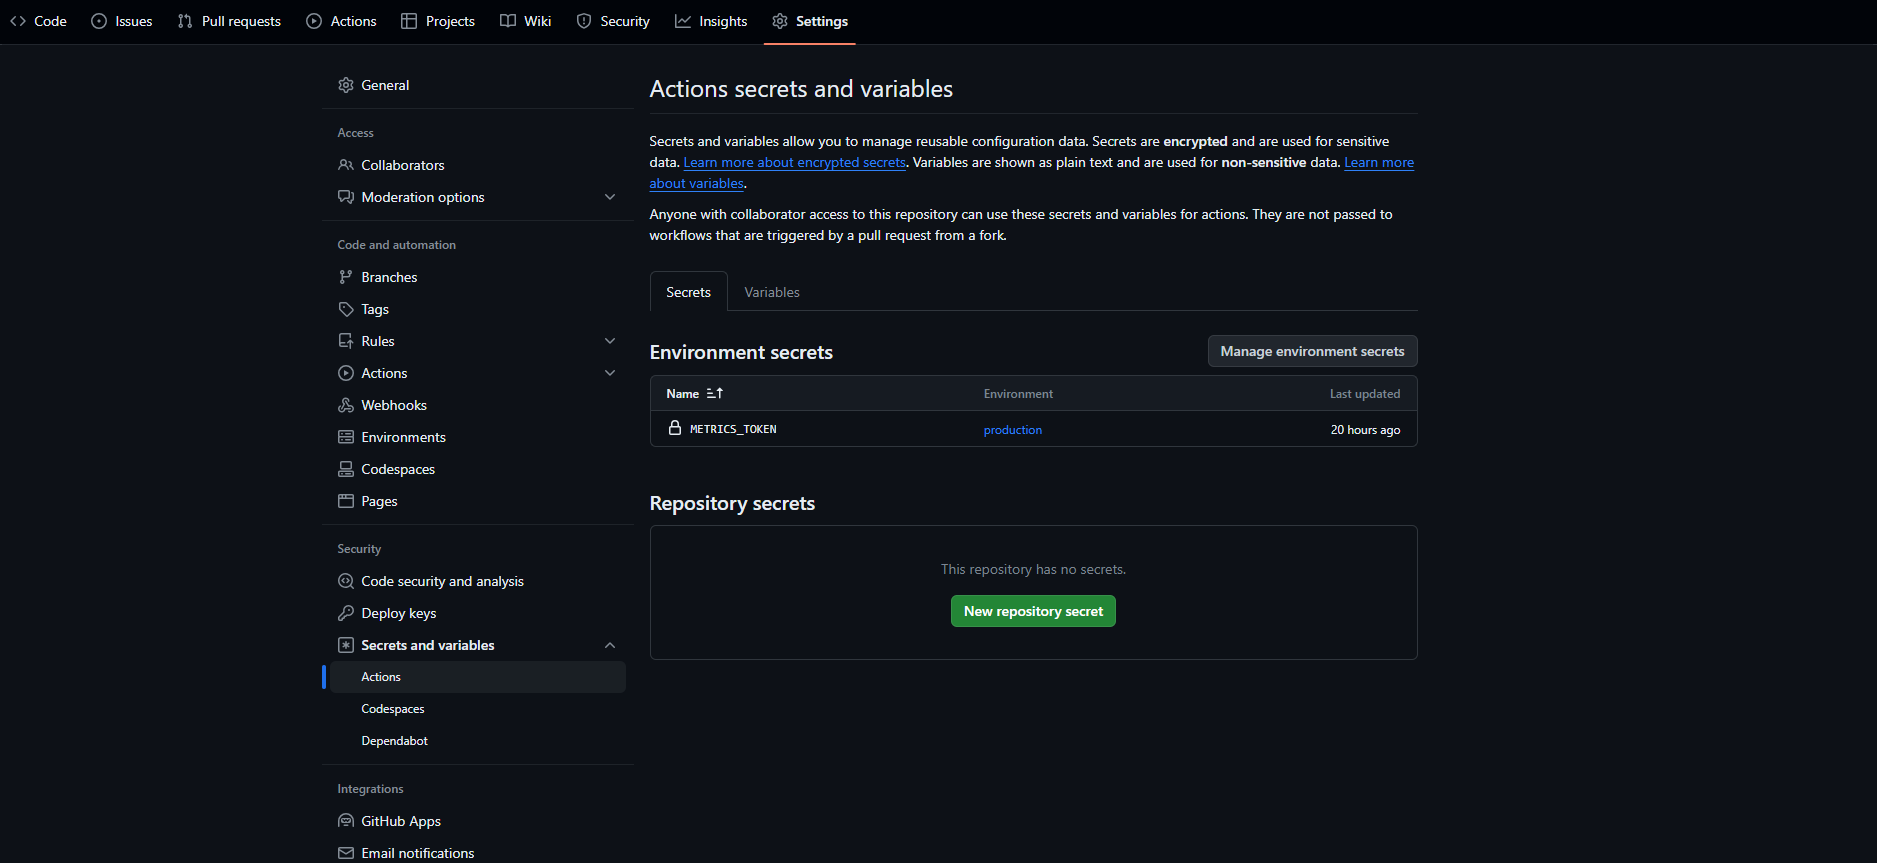 Code Issues Pull requests Actions Projects Wiki Security Insights Settings
General
Access
Collaborators
Moderation options
Code and automation
Branches
Tags
Rules
Actions
Webhooks
Environments
Codespaces
Pages
Security
Code security and analysis
Deploy keys
Secrets and variables
Actions
Codespaces
Dependabot
Integrations
GitHub Apps
Email notifications
Actions secrets and variables
Secrets and variables allow you to manage reusable configuration data. Secrets are encrypted and are used for sensitive
data. Learn more about encrypted secrets. Variables are shown as plain text and are used for non-sensitive data. Learn more
about variables.
Anyone with collaborator access to this repository can use these secrets and variables for actions. They are not passed to
workflows that are triggered by a pull request from a fork.
Secrets Variables
Environment secrets Manage environment secrets
Name Environment Last updated
METRICS_TOKEN production 20 hours ago
Repository secrets
This repository has no secrets.
New repository secret